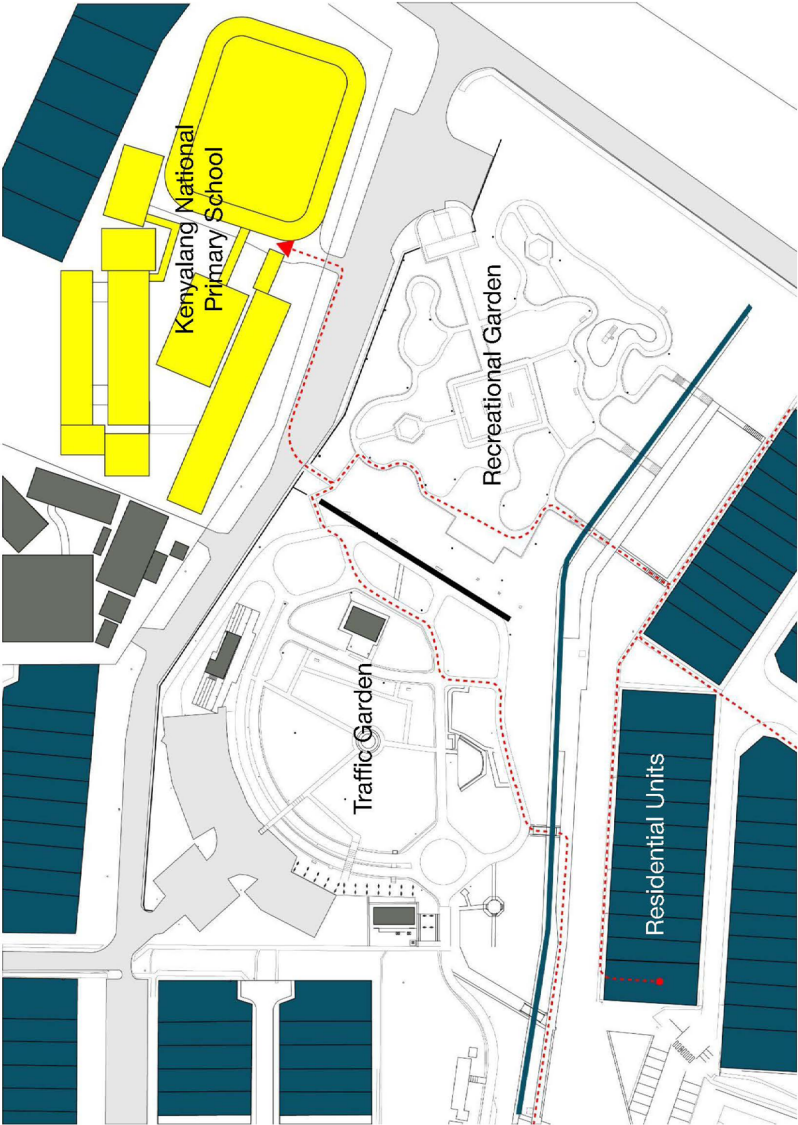 Kenyalang National
Primary School
Recreational Garden
Traffic Garden
Residential Units